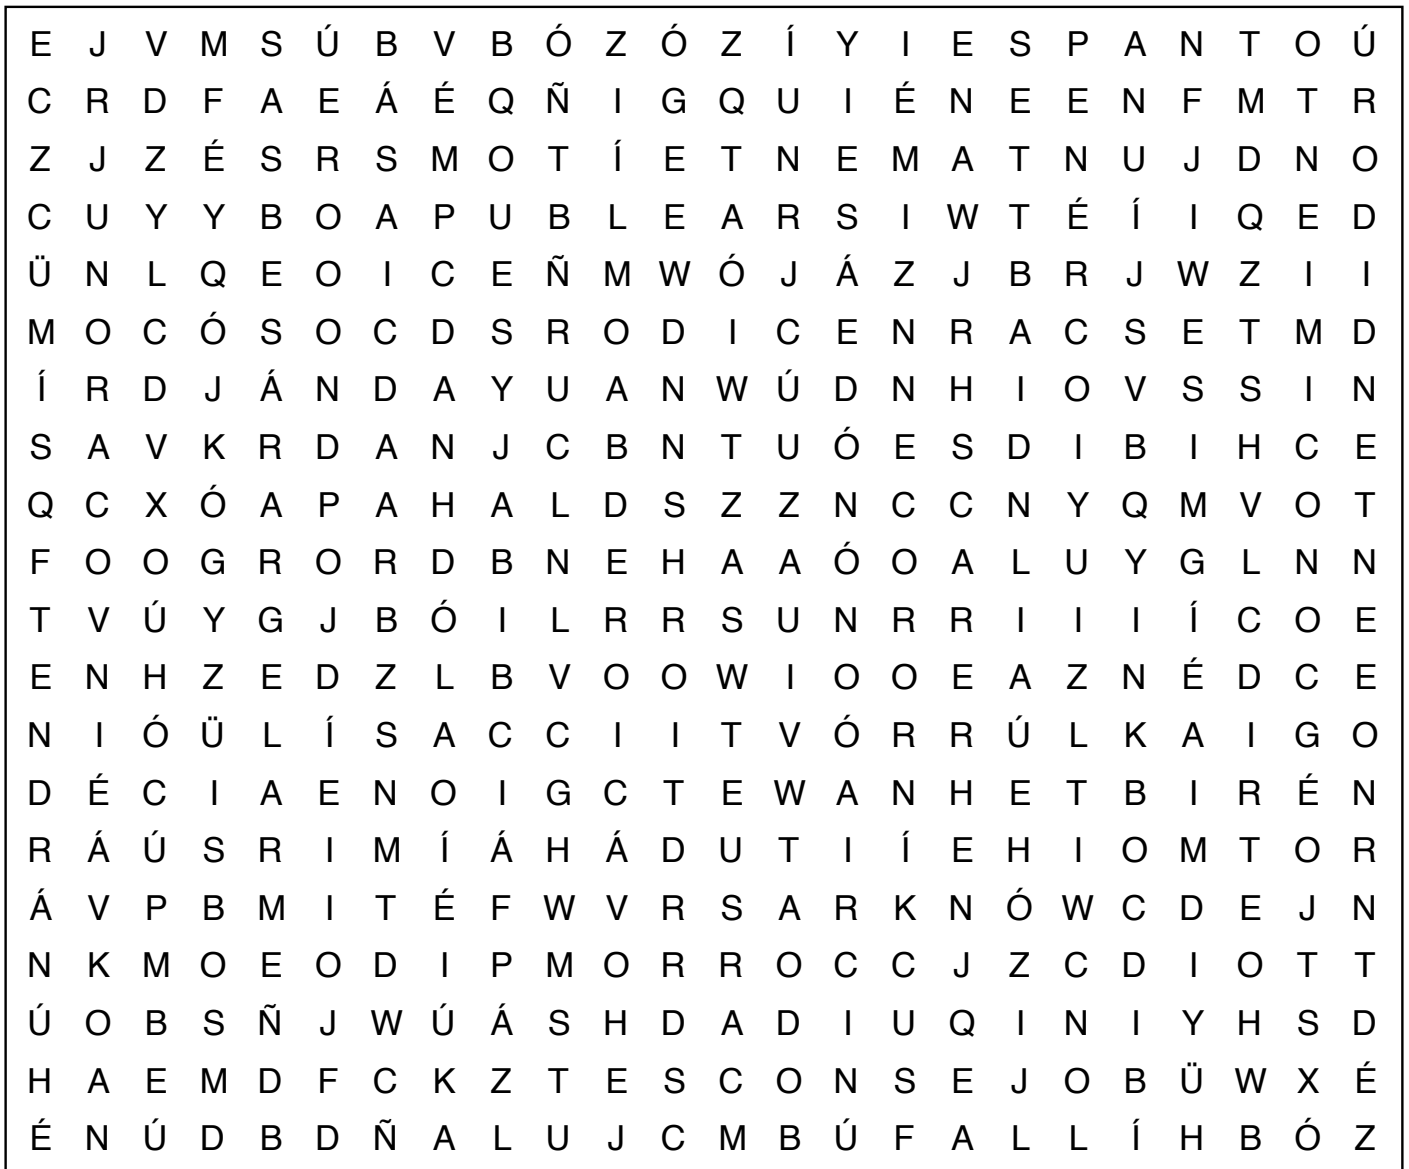 E J V M S Ú B V B Ó Z Ó Z Í Y I E S P A N T O Ú
C R D F A E Á É Q Ñ I G Q U I É N E E N F M T R
Z J Z É S R S M O T Í E T N E M A T N U J D N O
C U Y Y B O A P U B L E A R S I W T É Í I Q E D
Ü N L Q E O I C E Ñ M W Ó J Á Z J B R J W Z I I
M O C Ó S O C D S R O D I C E N R A C S E T M D
Í R D J Á N D A Y U A N W Ú D N H I O V S S I N
S A V K R D A N J C B N T U Ó E S D I B I H C E
Q C X Ó A P A H A L D S Z Z N C C N Y Q M V O T
F O O G R O R D B N E H A A Ó O A L U Y G L N N
T V Ú Y G J B Ó I L R R S U N R R I I I Í C O E
E N H Z E D Z L B V O O W I O O E A Z N É D C E
N I Ó Ü L Í S A C C I I T V Ó R R Ú L K A I G O
D É C I A E N O I G C T E W A N H E T B I R É N
R Á Ú S R I M Í Á H Á D U T I Í E H I O M T O R
Á V P B M I T É F W V R S A R K N Ó W C D E J N
N K M O E O D I P M O R R O C C J Z C D I O T T
Ú O B S Ñ J W Ú Á S H D A D I U Q I N I Y H S D
H A E M D F C K Z T E S C O N S E J O B Ü W X É
É N Ú D B D Ñ A L U J C M B Ú F A L L Í H B Ó Z